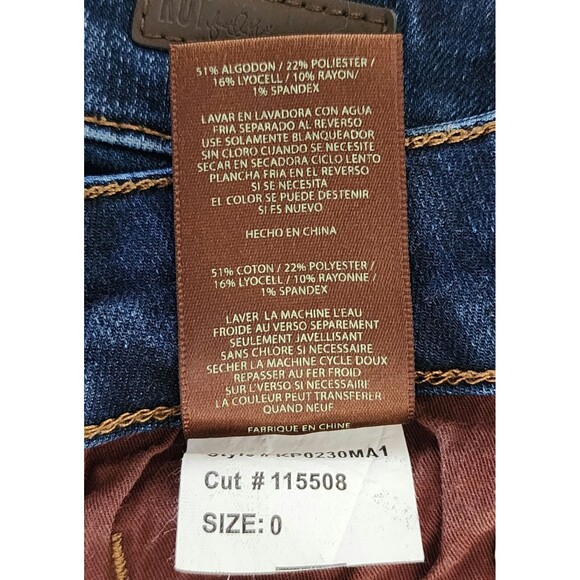 KUT
51% ALGODON / 22% POLIESTER /
16% LYOCELL / 10% RAYON/
1% SPANDEX
LAVAR EN LAVADORA CON AGUA
FRIA SEPARADO AL REVERSO
USE SOLAMENTE BLANQUEADOR
SIN CLORO CUANDO SE NECESITE
SECAR EN SECADORA CICLO LENTO
PLANCHA FRIA EN EL REVERSO
SI SE NECESITA
EL COLOR SE PUEDE DESTENIR
SI ES NUEVO
HECHO EN CHINA
51% COTON / 22% POLYESTER /
16% LYOCELL / 10% RAYONNE /
1% SPANDEX
LAVER LA MACHINE L'EAU
FROIDE AU VERSO SEPAREMENT
SEULEMENT JAVELLISANT
SANS CHLORE SI NECESSAIRE
SECHER LA MACHINE CYCLE DOUX
REPASSER AU FER FROID
SUR L'VERSO SI NECESSAIRE
LA COULEUR PEUT TRANSFERER
QUAND NEUF
FABRIQUE EN CHINE
Style # KP0230MA1
Cut # 115508
SIZE: 0